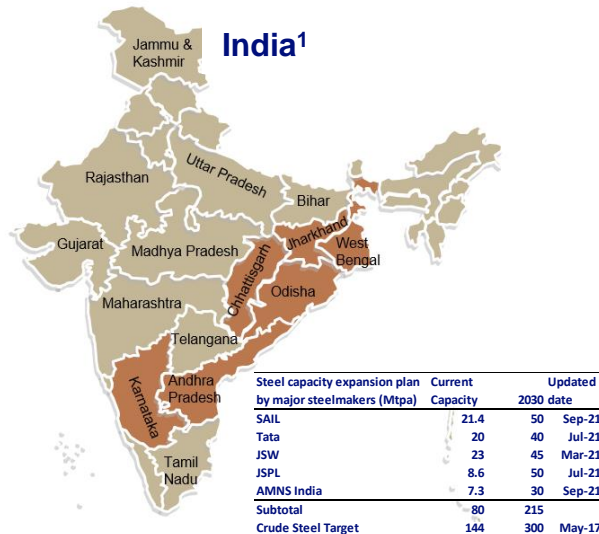 India¹
Jammu &
Kashmir
Rajasthan
Uttar Pradesh
Bihar
Gujarat
Madhya Pradesh
Jharkhand
West
Bengal
Chhattisgarh
Odisha
Maharashtra
Telangana
Karnataka
Andhra
Pradesh
Tamil
Nadu
Steel capacity expansion plan Current Updated
by major steelmakers (Mtpa) Capacity 2030 date
SAIL 21.4 50 Sep-21
Tata 20 40 Jul-21
JSW 23 45 Mar-21
JSPL 8.6 50 Jul-21
AMNS India 7.3 30 Sep-21
Subtotal 80 215
Crude Steel Target 144 300 May-17